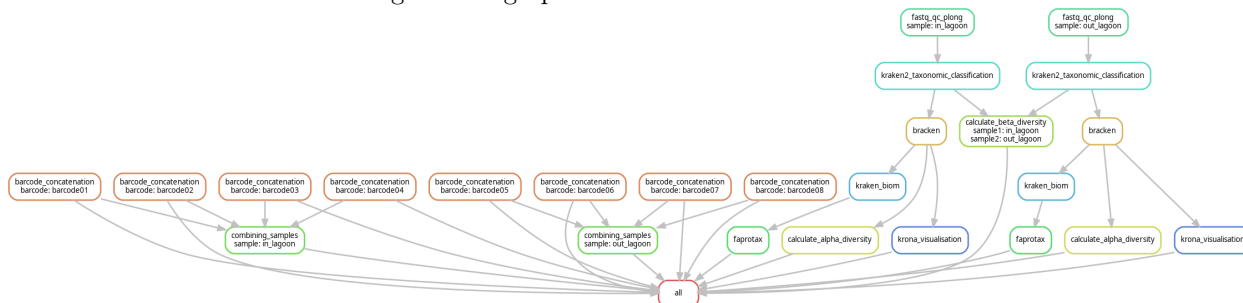 fastq_qc_plong
sample: in_lagoon
fastq_qc_plong
sample: out_lagoon
kraken2_taxonomic_classification
kraken2_taxonomic_classification
bracken
calculate_beta_diversity
sample1: in_lagoon
sample2: out_lagoon
bracken
barcode_concatenation
barcode: barcode01
barcode_concatenation
barcode: barcode02
barcode_concatenation
barcode: barcode03
barcode_concatenation
barcode: barcode04
barcode_concatenation
barcode: barcode05
barcode_concatenation
barcode: barcode06
barcode_concatenation
barcode: barcode07
barcode_concatenation
barcode: barcode08
kraken_biom
kraken_biom
combining_samples
sample: in_lagoon
combining_samples
sample: out_lagoon
faprotax
calculate_alpha_diversity
krona_visualisation
faprotax
calculate_alpha_diversity
krona_visualisation
all